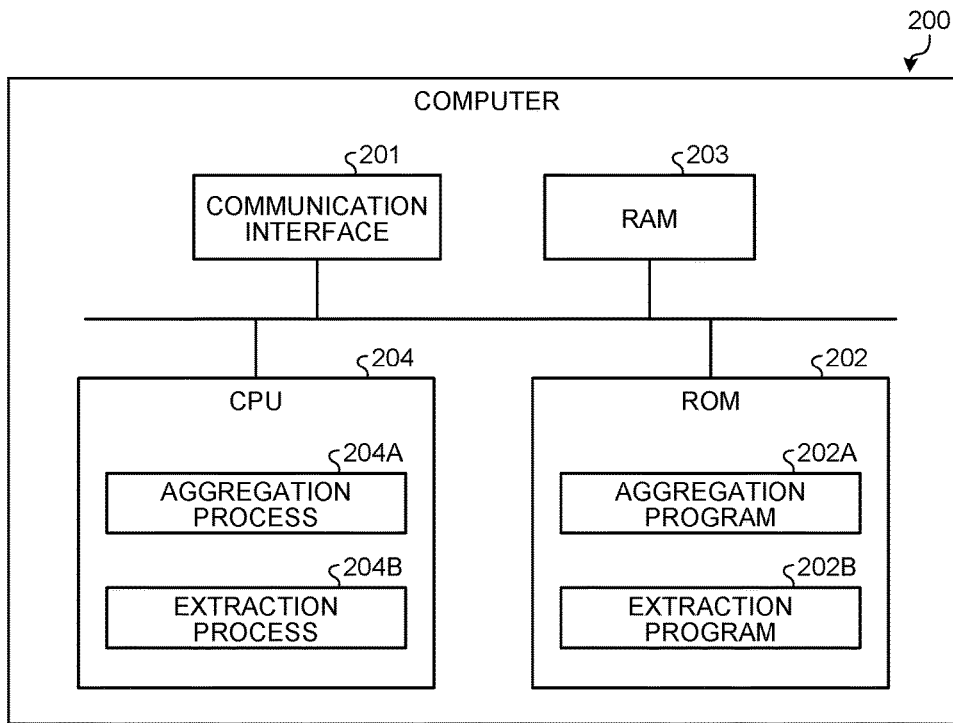 200
COMPUTER
201
COMMUNICATION
INTERFACE
203
RAM
204
CPU
204A
AGGREGATION
PROCESS
204B
EXTRACTION
PROCESS
202
ROM
202A
AGGREGATION
PROGRAM
202B
EXTRACTION
PROGRAM